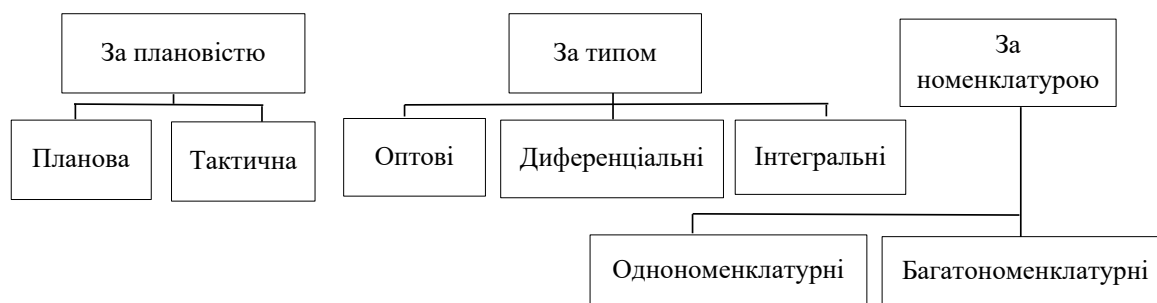 За плановістю
За типом
За
номенклатурою
Планова
Тактична
Оптові
Диференціальні
Інтегральні
Однономенклатурні
Багатономенклатурні